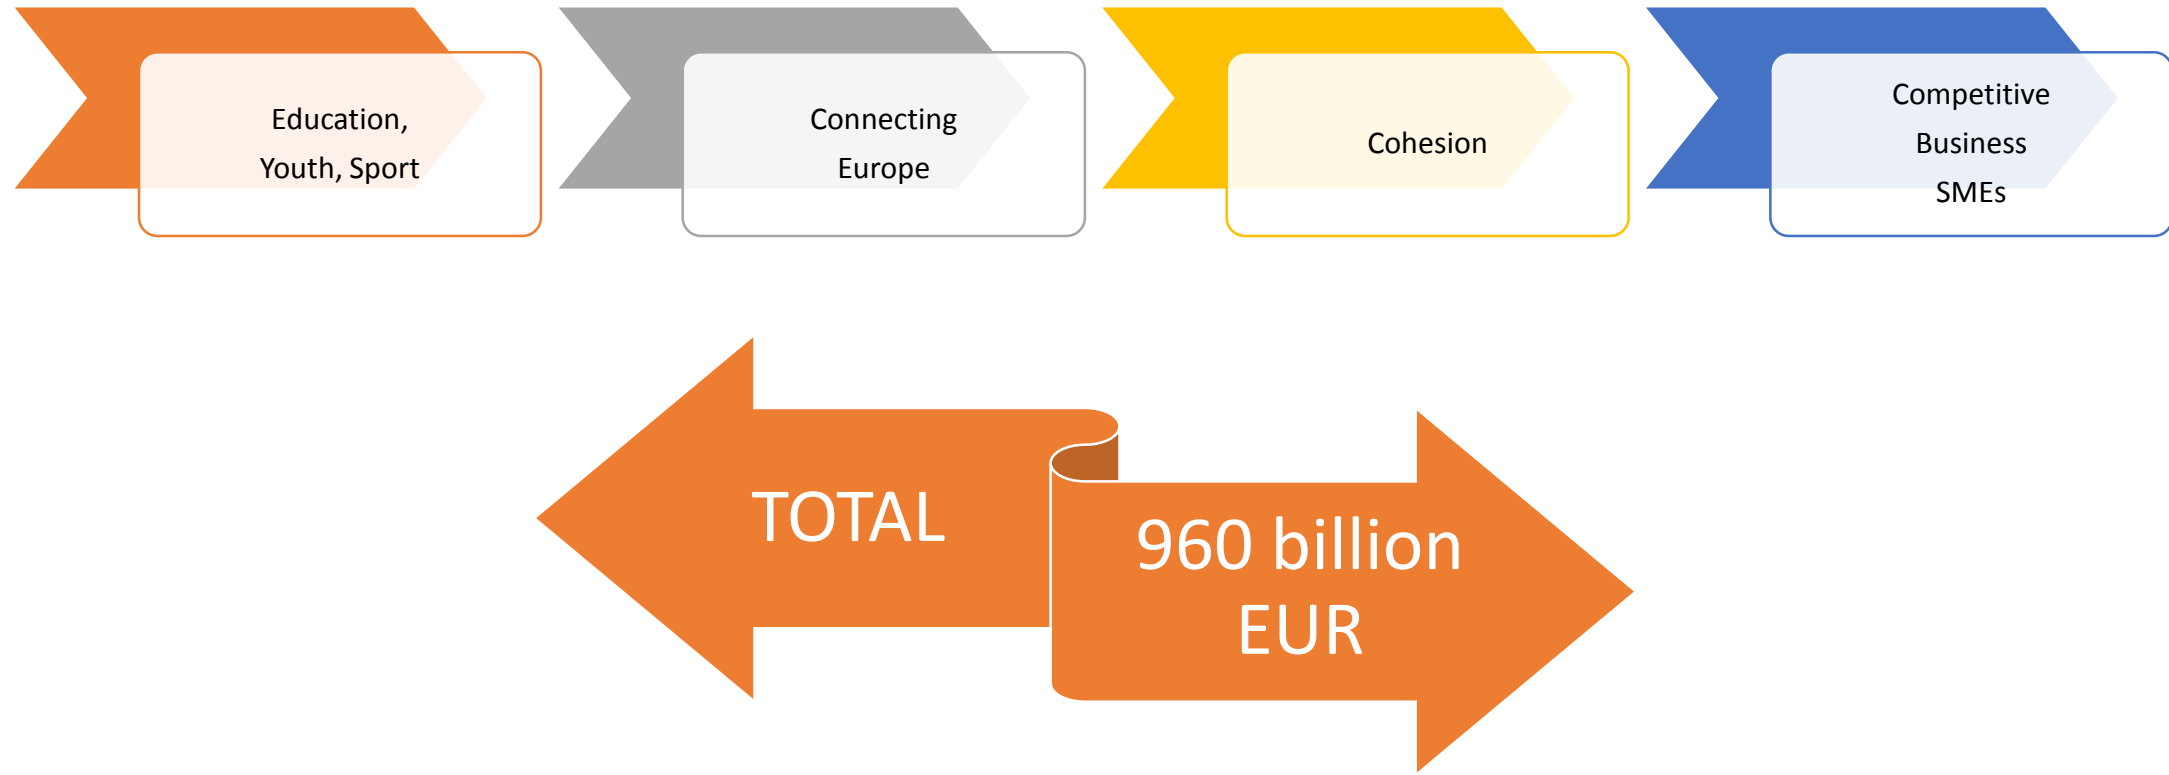 Education,
Youth, Sport
Connecting
Europe
Cohesion
Competitive
Business
SMEs
TOTAL
960 billion
EUR